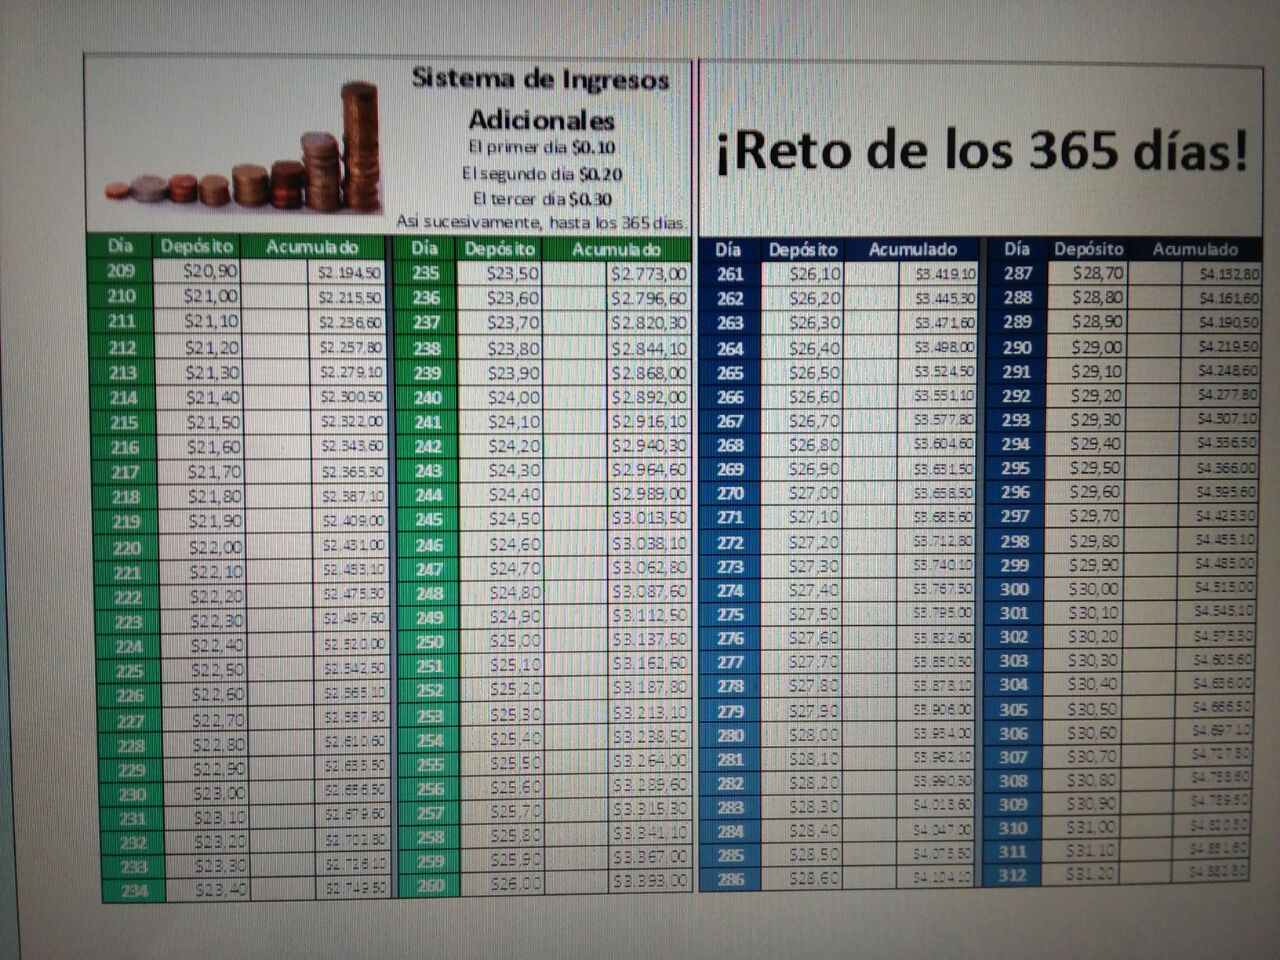 Sistema de Ingresos
Adicionales
El primer día $0.10
El segundo día $0.20
El tercer día $0.30
Así sucesivamente, hasta los 365 días.
¡Reto de los 365 días!
Día Depósito Acumulado Día Depósito Acumulado Día Depósito Acumulado Día Depósito Acumulado
209 $20,90 $2.194,50 235 $23,50 $2.773,00 261 $26,10 $3.419,10 287 $28,70 $4.132,80
210 $21,00 $2.215,50 236 $23,60 $2.796,60 262 $26,20 $3.445,30 288 $28,80 $4.161,60
211 $21,10 $2.236,60 237 $23,70 $2.820,30 263 $26,30 $3.471,60 289 $28,90 $4.190,50
212 $21,20 $2.257,80 238 $23,80 $2.844,10 264 $26,40 $3.498,00 290 $29,00 $4.219,50
213 $21,30 $2.279,10 239 $23,90 $2.868,00 265 $26,50 $3.524,50 291 $29,10 $4.248,60
214 $21,40 $2.300,50 240 $24,00 $2.892,00 266 $26,60 $3.551,10 292 $29,20 $4.277,80
215 $21,50 $2.322,00 241 $24,10 $2.916,10 267 $26,70 $3.577,80 293 $29,30 $4.307,10
216 $21,60 $2.343,60 242 $24,20 $2.940,30 268 $26,80 $3.604,60 294 $29,40 $4.336,50
217 $21,70 $2.365,30 243 $24,30 $2.964,60 269 $26,90 $3.631,50 295 $29,50 $4.366,00
218 $21,80 $2.387,10 244 $24,40 $2.989,00 270 $27,00 $3.658,50 296 $29,60 $4.395,60
219 $21,90 $2.409,00 245 $24,50 $3.013,50 271 $27,10 $3.685,60 297 $29,70 $4.425,30
220 $22,00 $2.431,00 246 $24,60 $3.038,10 272 $27,20 $3.712,80 298 $29,80 $4.455,10
221 $22,10 $2.453,10 247 $24,70 $3.062,80 273 $27,30 $3.740,10 299 $29,90 $4.485,00
222 $22,20 $2.475,30 248 $24,80 $3.087,60 274 $27,40 $3.767,50 300 $30,00 $4.515,00
223 $22,30 $2.497,60 249 $24,90 $3.112,50 275 $27,50 $3.795,00 301 $30,10 $4.545,10
224 $22,40 $2.520,00 250 $25,00 $3.137,50 276 $27,60 $3.822,60 302 $30,20 $4.575,30
225 $22,50 $2.542,50 251 $25,10 $3.162,60 277 $27,70 $3.850,30 303 $30,30 $4.605,60
226 $22,60 $2.565,10 252 $25,20 $3.187,80 278 $27,80 $3.878,10 304 $30,40 $4.636,00
227 $22,70 $2.587,80 253 $25,30 $3.213,10 279 $27,90 $3.906,00 305 $30,50 $4.666,50
228 $22,80 $2.610,60 254 $25,40 $3.238,50 280 $28,00 $3.934,00 306 $30,60 $4.697,10
229 $22,90 $2.633,50 255 $25,50 $3.264,00 281 $28,10 $3.962,10 307 $30,70 $4.727,80
230 $23,00 $2.656,50 256 $25,60 $3.289,60 282 $28,20 $3.990,30 308 $30,80 $4.758,60
231 $23,10 $2.679,60 257 $25,70 $3.315,30 283 $28,30 $4.018,60 309 $30,90 $4.789,50
232 $23,20 $2.702,80 258 $25,80 $3.341,10 284 $28,40 $4.047,00 310 $31,00 $4.820,50
233 $23,30 $2.726,10 259 $25,90 $3.367,00 285 $28,50 $4.075,50 311 $31,10 $4.851,60
234 $23,40 $2.749,50 260 $26,00 $3.393,00 286 $28,60 $4.104,10 312 $31,20 $4.882,80